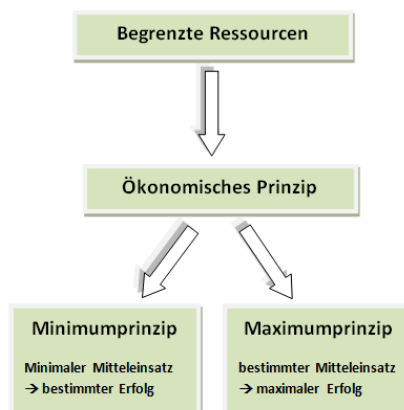 Begrenzte Ressourcen
Ökonomisches Prinzip
Minimumprinzip
Minimaler Mitteleinsatz
→ bestimmter Erfolg
Maximumprinzip
bestimmter Mitteleinsatz
→ maximaler Erfolg